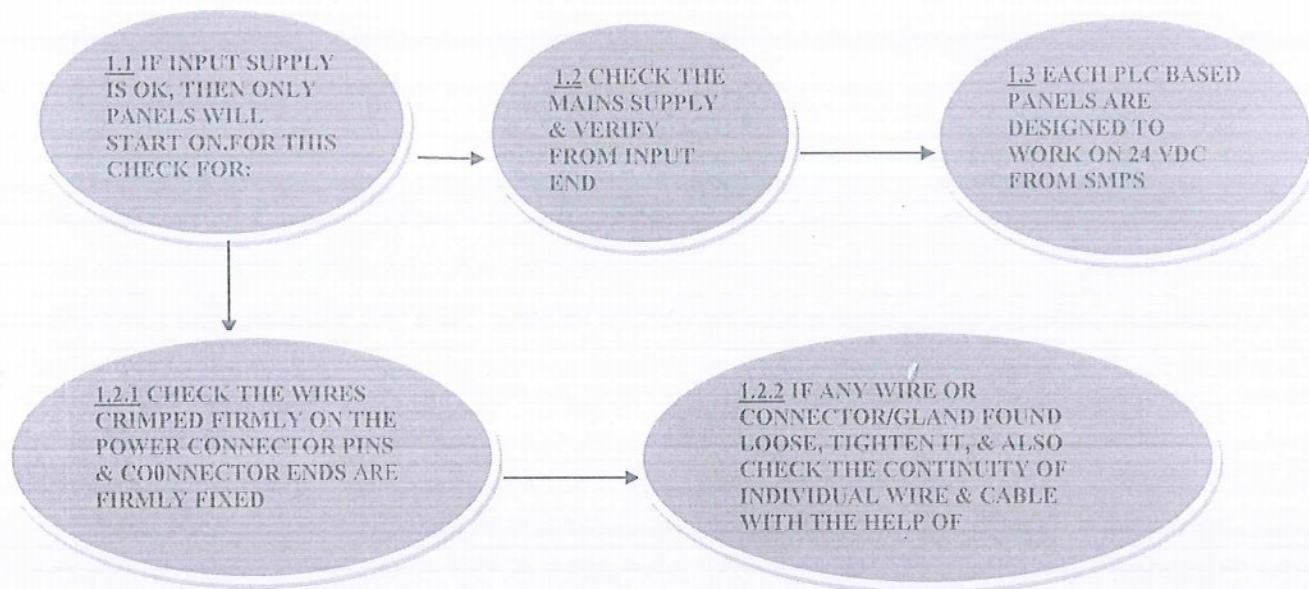 1.1 IF INPUT SUPPLY
IS OK, THEN ONLY
PANELS WILL
START ON.FOR THIS
CHECK FOR:
1.2 CHECK THE
MAINS SUPPLY
& VERIFY
FROM INPUT
END
1.3 EACH PLC BASED
PANELS ARE
DESIGNED TO
WORK ON 24 VDC
FROM SMPS
1.2.1 CHECK THE WIRES
CRIMPED FIRMLY ON THE
POWER CONNECTOR PINS
& CO0NNECTOR ENDS ARE
FIRMLY FIXED
1.2.2 IF ANY WIRE OR
CONNECTOR/GLAND FOUND
LOOSE, TIGHTEN IT, & ALSO
CHECK THE CONTINUITY OF
INDIVIDUAL WIRE & CABLE
WITH THE HELP OF